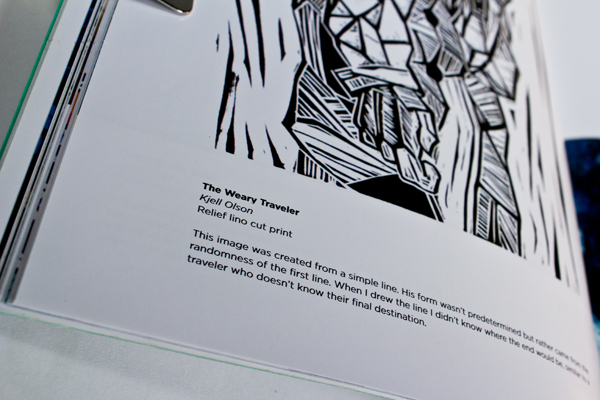 The Weary Traveler
Kjell Olson
Relief lino cut print
This image was created from a simple line. His form wasn't predetermined but rather came from the
randomness of the first line. When I drew the line I didn't know where the end would be, similar to a
traveler who doesn't know their final destination.